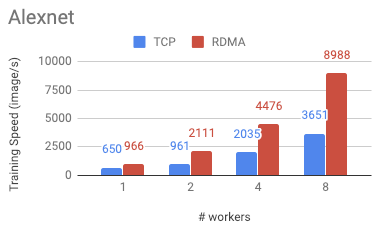 Alexnet
TCP RDMA
Training Speed (image/s)
10000
7500
5000
2500
0
650 966
961 2111
2035 4476
3651 8988
1 2 4 8
# workers